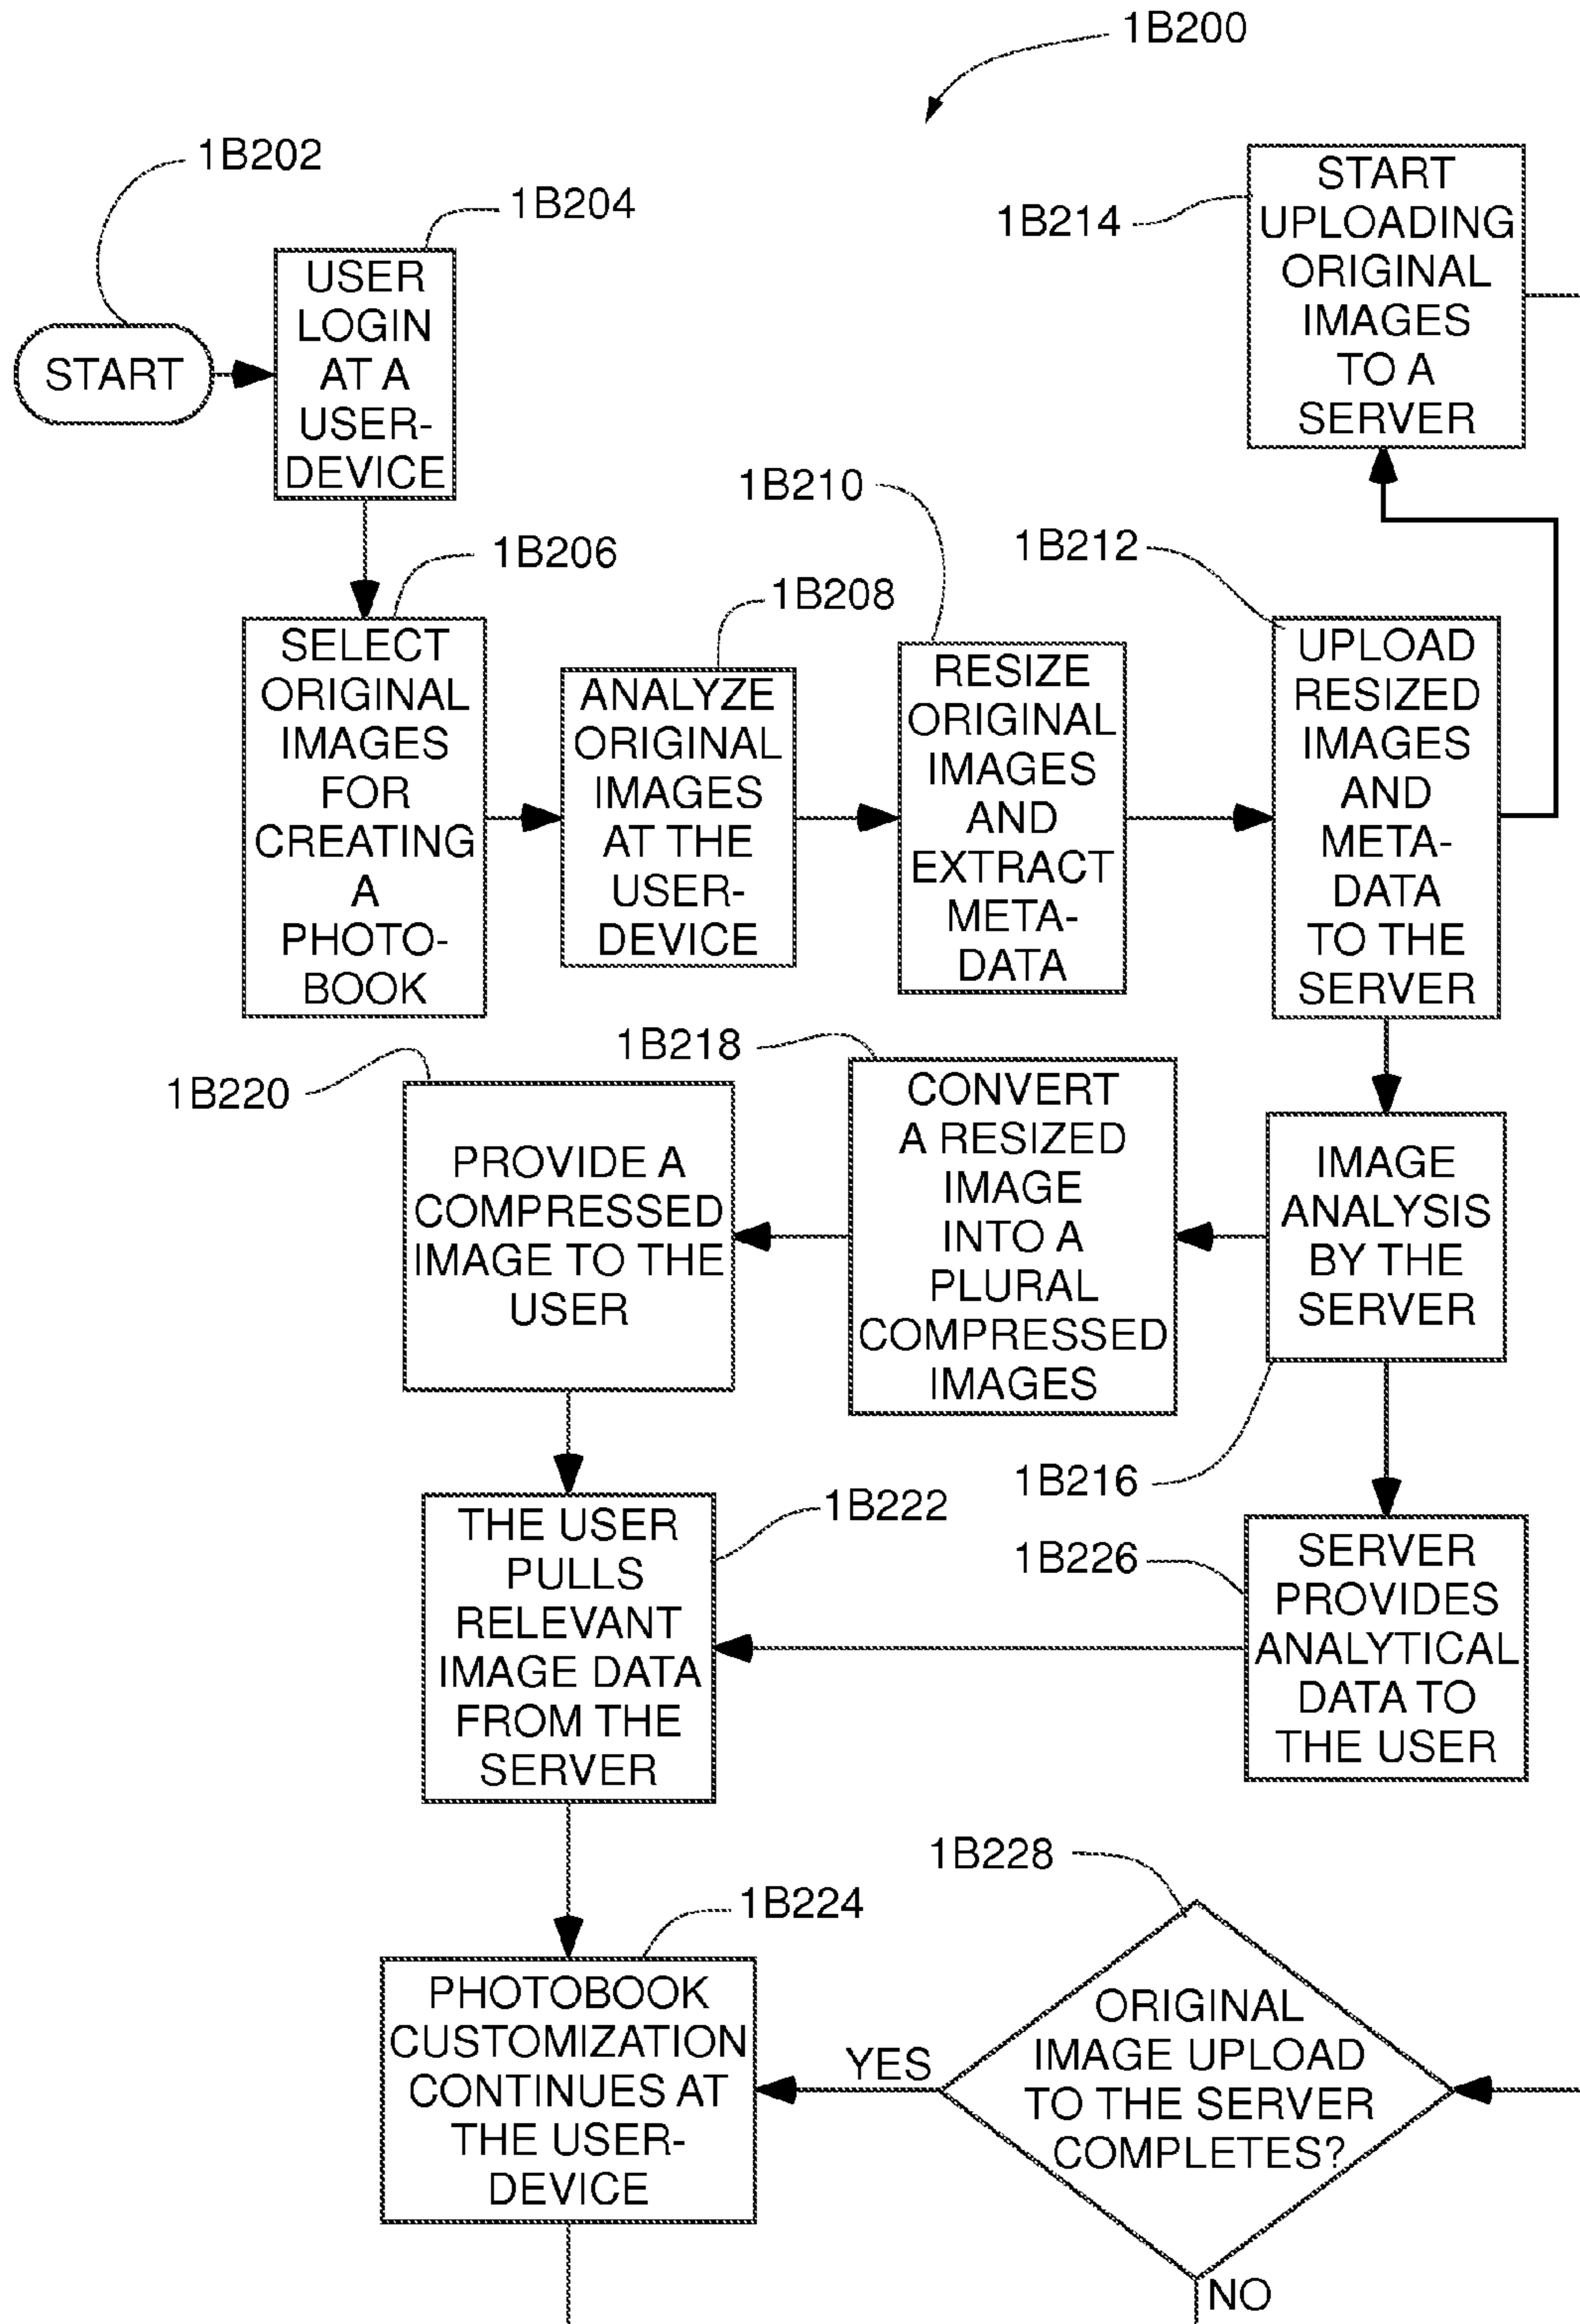 1B200
1B202
1B204
START
USER
LOGIN
AT A
USER-
DEVICE
1B214
START
UPLOADING
ORIGINAL
IMAGES
TO A
SERVER
1B206
SELECT
ORIGINAL
IMAGES
FOR
CREATING
A
PHOTO-
BOOK
1B208
ANALYZE
ORIGINAL
IMAGES
AT THE
USER-
DEVICE
1B210
RESIZE
ORIGINAL
IMAGES
AND
EXTRACT
META-
DATA
1B212
UPLOAD
RESIZED
IMAGES
AND
META-
DATA
TO THE
SERVER
1B220
PROVIDE A
COMPRESSED
IMAGE TO THE
USER
1B218
CONVERT
A RESIZED
IMAGE
INTO A
PLURAL
COMPRESSED
IMAGES
IMAGE
ANALYSIS
BY THE
SERVER
1B216
1B222
THE USER
PULLS
RELEVANT
IMAGE DATA
FROM THE
SERVER
1B226
SERVER
PROVIDES
ANALYTICAL
DATA TO
THE USER
1B224
PHOTOBOOK
CUSTOMIZATION
CONTINUES AT
THE USER-
DEVICE
1B228
YES
ORIGINAL
IMAGE UPLOAD
TO THE SERVER
COMPLETES?
NO